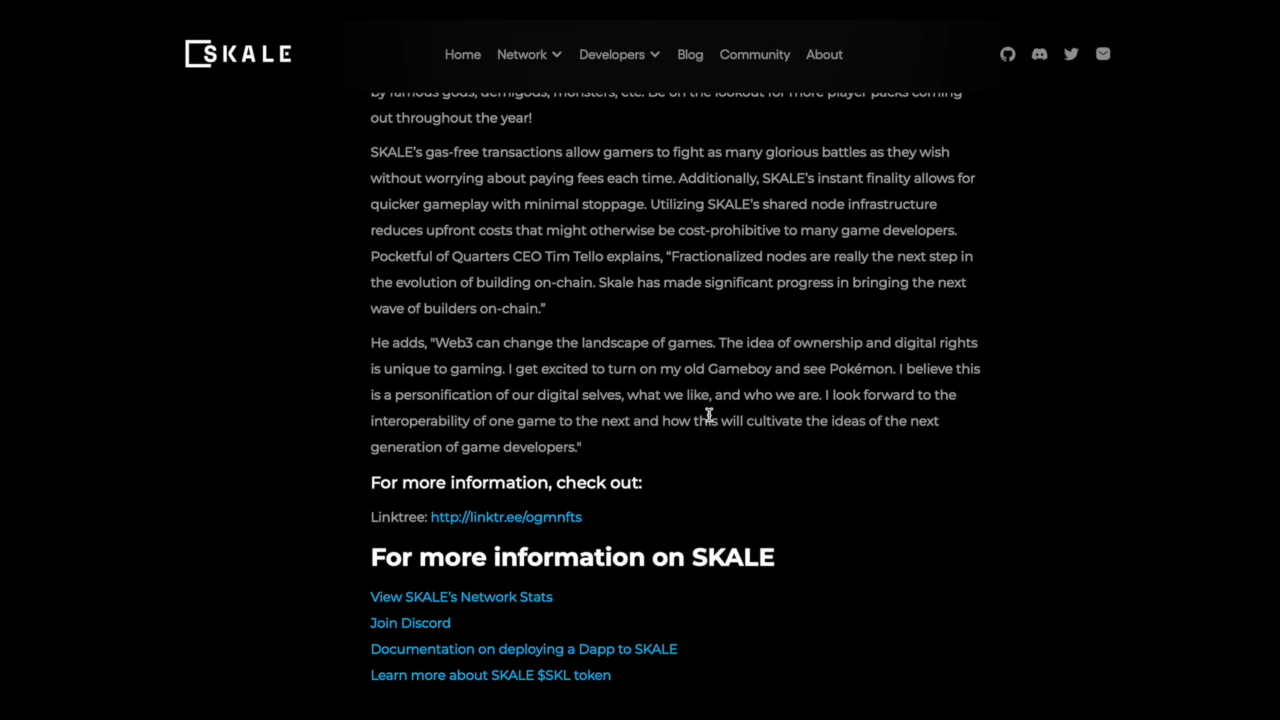 SKALE
Home Network Developers Blog Community About
by famous gods, demigods, monsters, etc. Be on the lookout for more player packs coming
out throughout the year!
SKALE’s gas-free transactions allow gamers to fight as many glorious battles as they wish
without worrying about paying fees each time. Additionally, SKALE’s instant finality allows for
quicker gameplay with minimal stoppage. Utilizing SKALE’s shared node infrastructure
reduces upfront costs that might otherwise be cost-prohibitive to many game developers.
Pocketful of Quarters CEO Tim Tello explains, “Fractionalized nodes are really the next step in
the evolution of building on-chain. Skale has made significant progress in bringing the next
wave of builders on-chain.”
He adds, "Web3 can change the landscape of games. The idea of ownership and digital rights
is unique to gaming. I get excited to turn on my old Gameboy and see Pokémon. I believe this
is a personification of our digital selves, what we like, and who we are. I look forward to the
interoperability of one game to the next and how this will cultivate the ideas of the next
generation of game developers."
For more information, check out:
Linktree: http://linktr.ee/ogmnfts
For more information on SKALE
View SKALE’s Network Stats
Join Discord
Documentation on deploying a Dapp to SKALE
Learn more about SKALE $SKL token